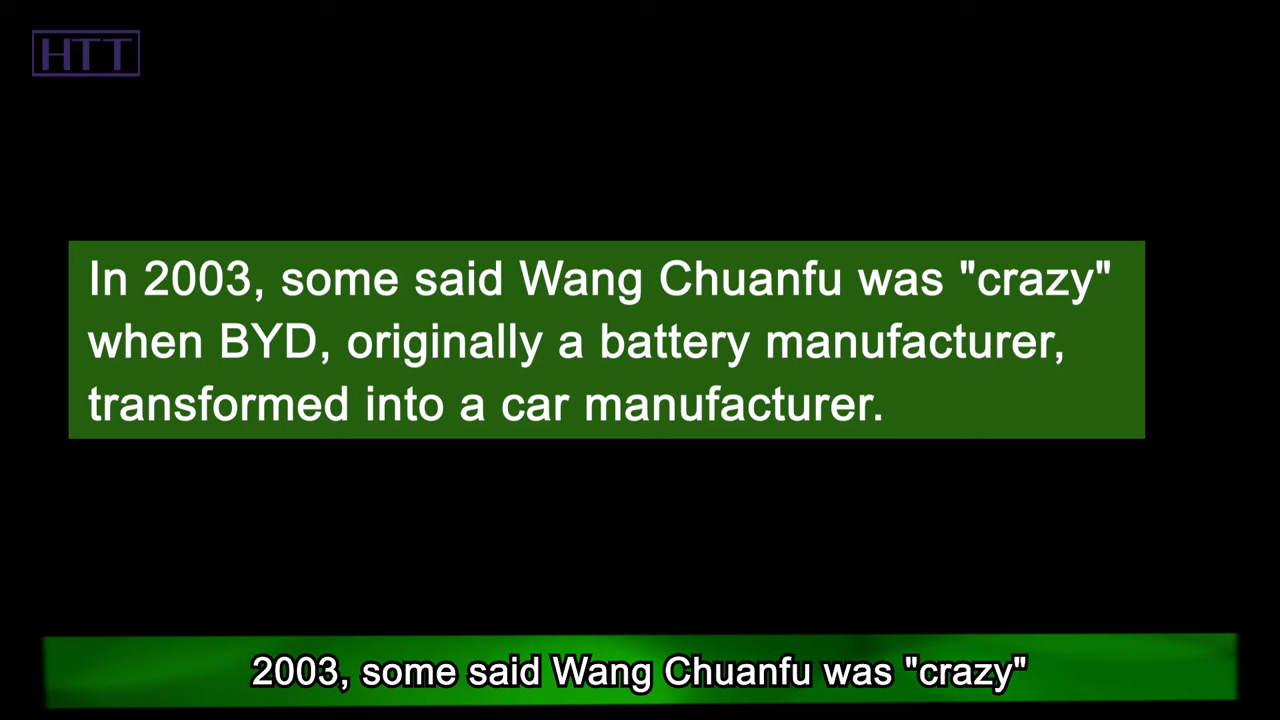 HTT
In 2003, some said Wang Chuanfu was "crazy"
when BYD, originally a battery manufacturer,
transformed into a car manufacturer.
2003, some said Wang Chuanfu was "crazy"